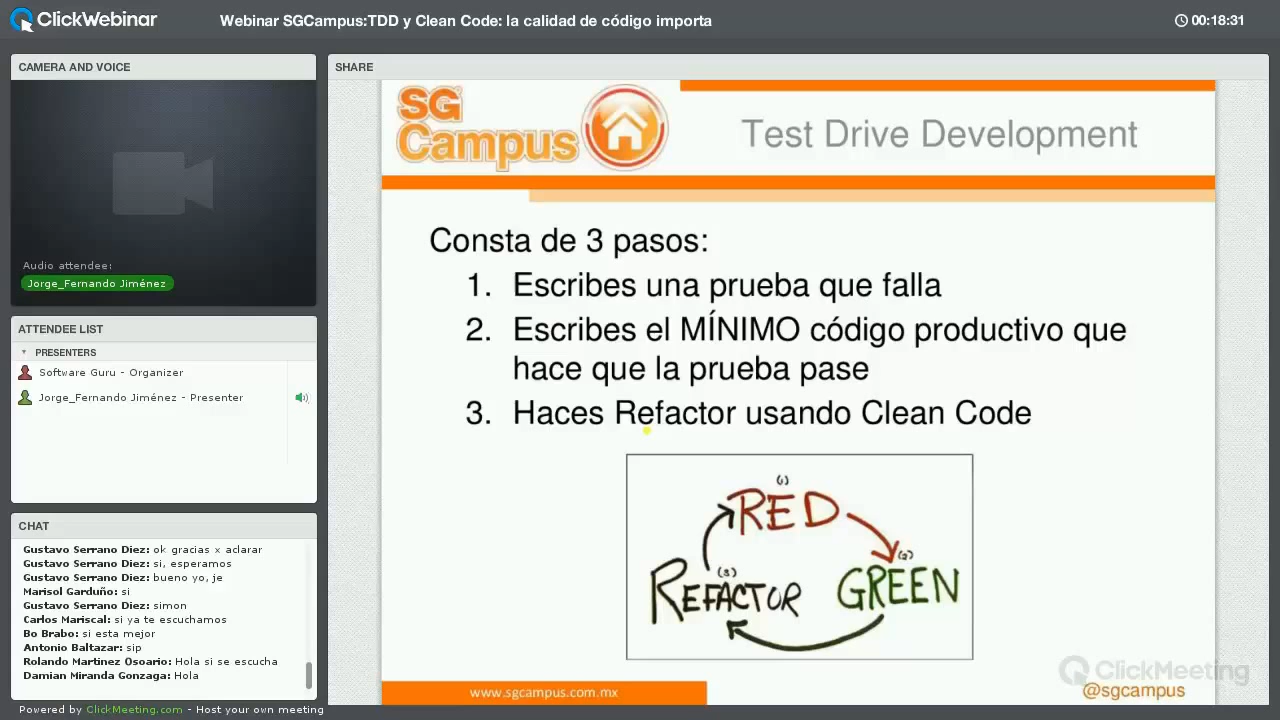 ClickWebinar
Webinar SGCampus:TDD y Clean Code: la calidad de código importa
00:18:31
CAMERA AND VOICE
Audio attendee:
Jorge_Fernando Jiménez
ATTENDEE LIST
PRESENTERS
Software Guru - Organizer
Jorge_Fernando Jiménez - Presenter
CHAT
Gustavo Serrano Diez: ok gracias x aclarar
Gustavo Serrano Diez: si, esperamos
Gustavo Serrano Diez: bueno yo, je
Marisol Garduño: si
Gustavo Serrano Diez: simon
Carlos Mariscal: si ya te escuchamos
Bo Brabo: si esta mejor
Antonio Baltazar: sip
Rolando Martinez Osoario: Hola si se escucha
Damian Miranda Gonzaga: Hola
Powered by ClickMeeting.com - Host your own meeting
SHARE
SG
Campus
Test Drive Development
Consta de 3 pasos:
1. Escribes una prueba que falla
2. Escribes el MÍNIMO código productivo que
hace que la prueba pase
3. Haces Refactor usando Clean Code
(1)
RED
(2)
GREEN
(3)
REFACTOR
www.sgcampus.com.mx
ClickMeeting
@sgcampus